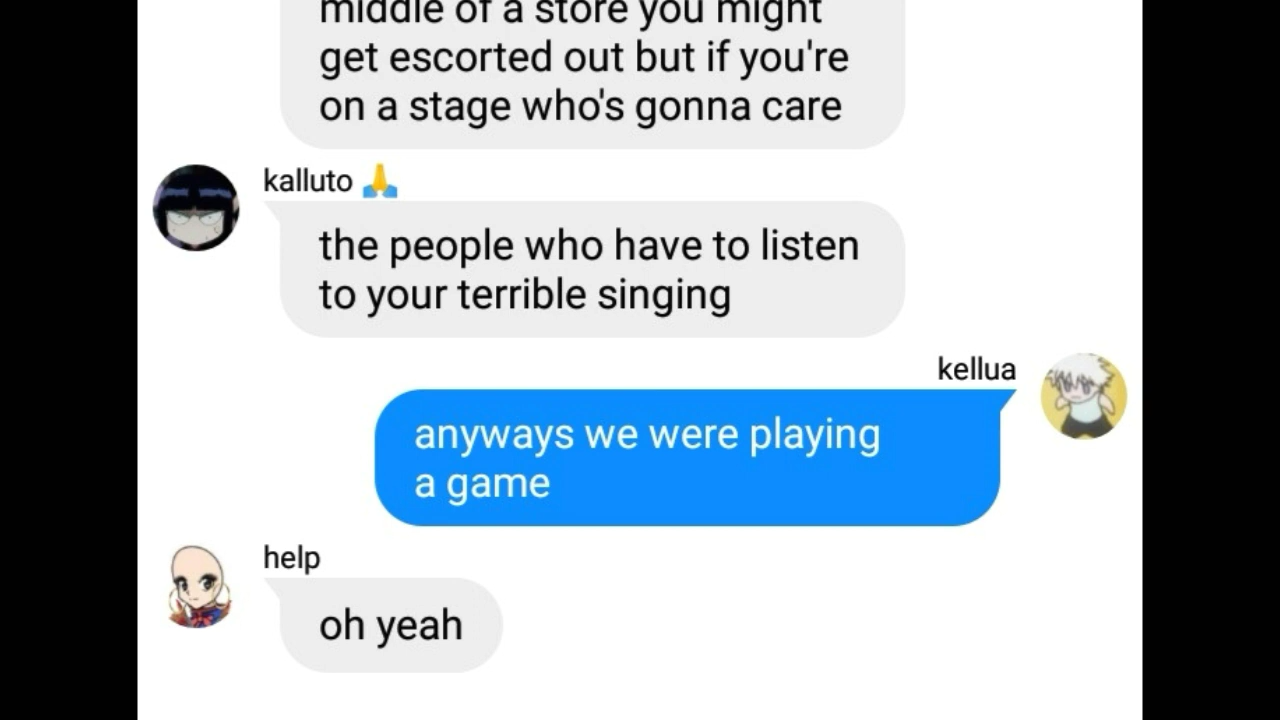 middle of a store you might
get escorted out but if you're
on a stage who's gonna care
kalluto 🙏
the people who have to listen
to your terrible singing
kellua
anyways we were playing
a game
help
oh yeah